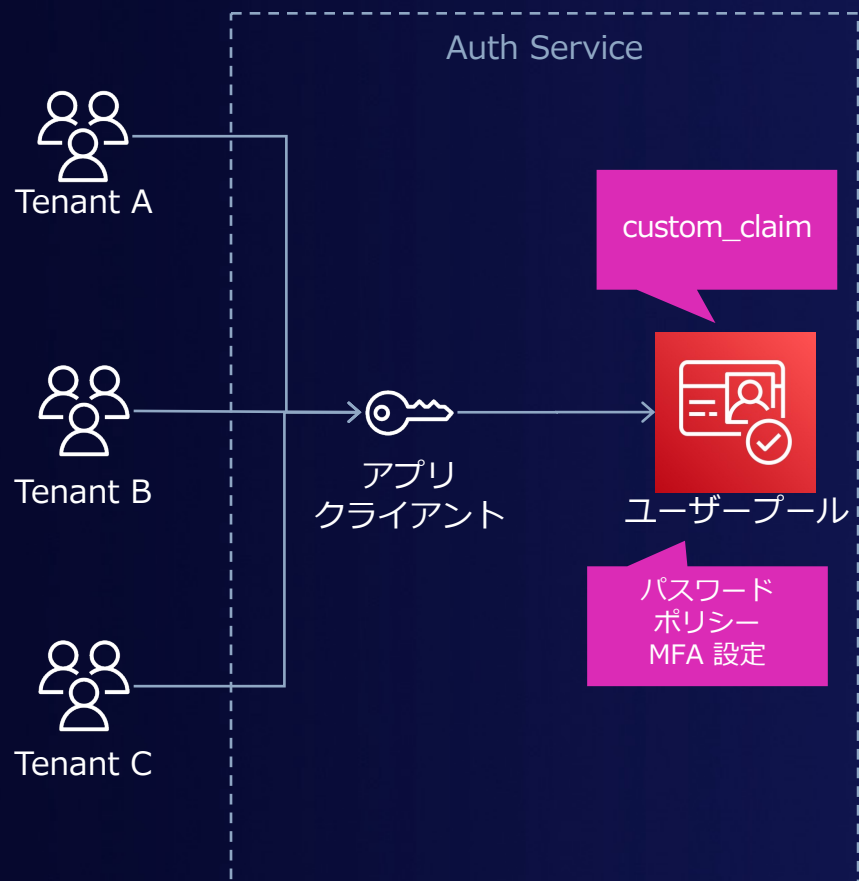 Auth Service
Tenant A
custom_claim
Tenant B
アプリ
クライアント
ユーザープール
パスワード
ポリシー
MFA 設定
Tenant C